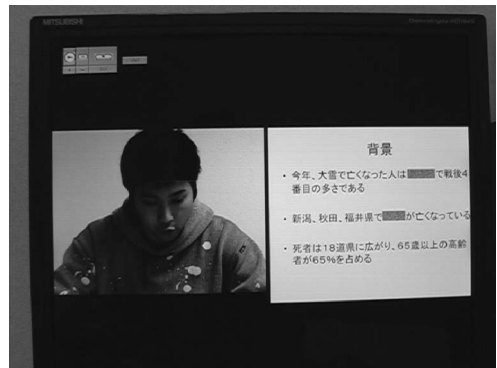 MITSUBISHI
背景
・今年、大雪で亡くなった人は で戦後4
番目の多さである
・新潟、秋田、福井県で が亡くなっている
・死者は18道県に広がり、65歳以上の高齢
者が65%を占める